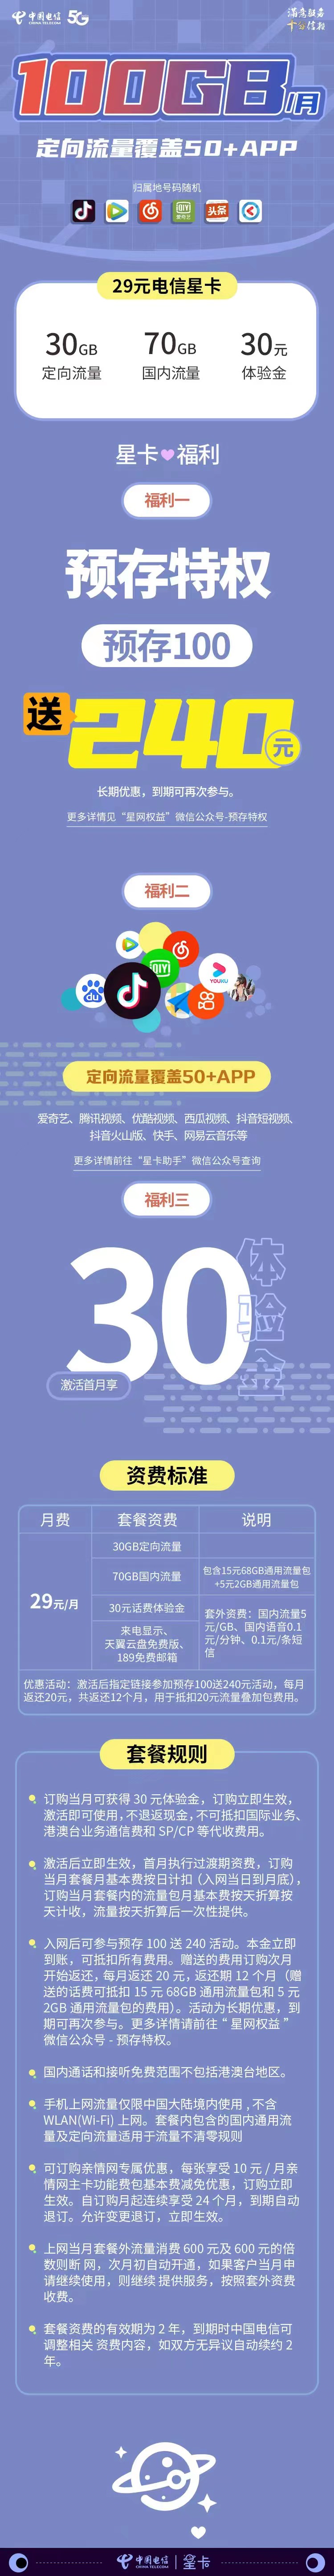 中国电信 5G
CHINA TELECOM
满意服务
十分信赖
100GB/月
定向流量覆盖50+APP
归属地号码随机
iQIY
爱奇艺
头条
29元电信星卡
30GB
70GB
30元
定向流量
国内流量
体验金
星卡福利
福利一
预存特权
预存100
送240元
长期优惠，到期可再次参与。
更多详情见“星网权益”微信公众号-预存特权
福利二
iQIY
YOUKU
du
定向流量覆盖50+APP
爱奇艺、腾讯视频、优酷视频、西瓜视频、抖音短视频、
抖音火山版、快手、网易云音乐等
更多详情前往“星卡助手”微信公众号查询
福利三
30
体验金
激活首月享
资费标准
月费
套餐资费
说明
29元/月
30GB定向流量
70GB国内流量
包含15元68GB通用流量包
+5元2GB通用流量包
30元话费体验金
来电显示、
天翼云盘免费版、
189免费邮箱
套外资费：国内流量5
元/GB、国内语音0.1
元/分钟、0.1元/条短
信
优惠活动：激活后指定链接参加预存100送240元活动，每月
返还20元，共返还12个月，用于抵扣20元流量叠加包费用。
套餐规则
订购当月可获得 30 元体验金，订购立即生效，
激活即可使用，不退返现金，不可抵扣国际业务、
港澳台业务通信费和 SP/CP 等代收费用。
激活后立即生效，首月执行过渡期资费，订购
当月套餐月基本费按日计扣（入网当日到月底），
订购当月套餐内的流量包月基本费按天折算按
天计收，流量按天折算后一次性提供。
入网后可参与预存 100 送 240 活动。本金立即
到账，可抵扣所有费用。赠送的费用订购次月
开始返还，每月返还 20 元，返还期 12 个月（赠
送的话费可抵扣 15 元 68GB 通用流量包和 5 元
2GB 通用流量包的费用）。活动为长期优惠，到
期可再次参与。更多详情请前往“星网权益”
微信公众号 - 预存特权。
国内通话和接听免费范围不包括港澳台地区。
手机上网流量仅限中国大陆境内使用 , 不含
WLAN(Wi-Fi) 上网。套餐内包含的国内通用流
量及定向流量适用于流量不清零规则
可订购亲情网专属优惠，每张享受 10 元 / 月亲
情网主卡功能费包基本费减免优惠，订购立即
生效。自订购月起连续享受 24 个月，到期自动
退订。允许变更退订，立即生效。
上网当月套餐外流量消费 600 元及 600 元的倍
数则断 网，次月初自动开通，如果客户当月申
请继续使用，则继续 提供服务，按照套外资费
收费。
套餐资费的有效期为 2 年，到期时中国电信可
调整相关 资费内容，如双方无异议自动续约 2
年。
中国电信
CHINA TELECOM
星卡